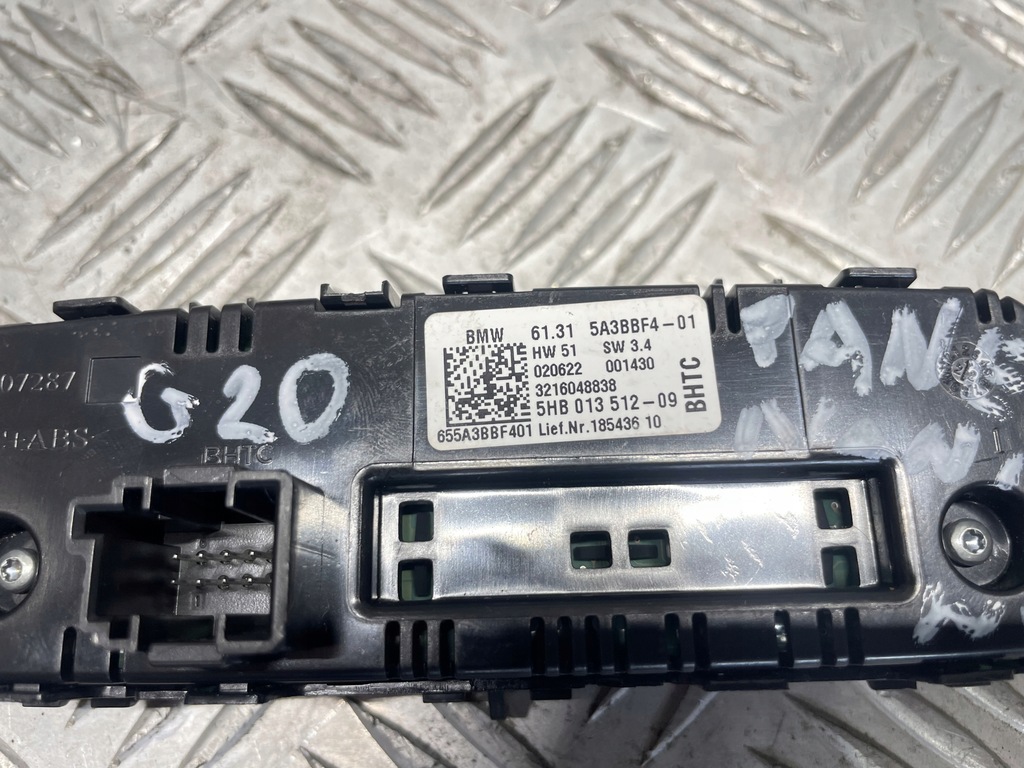 BMW 61.31 5A3BBF4-01
HW 51 SW 3.4
020622 001430
3216048838
5HB 013 512-09
655A3BBF401 Lief.Nr.185436 10
BHTC
07287
+ABS
G20
BHTC